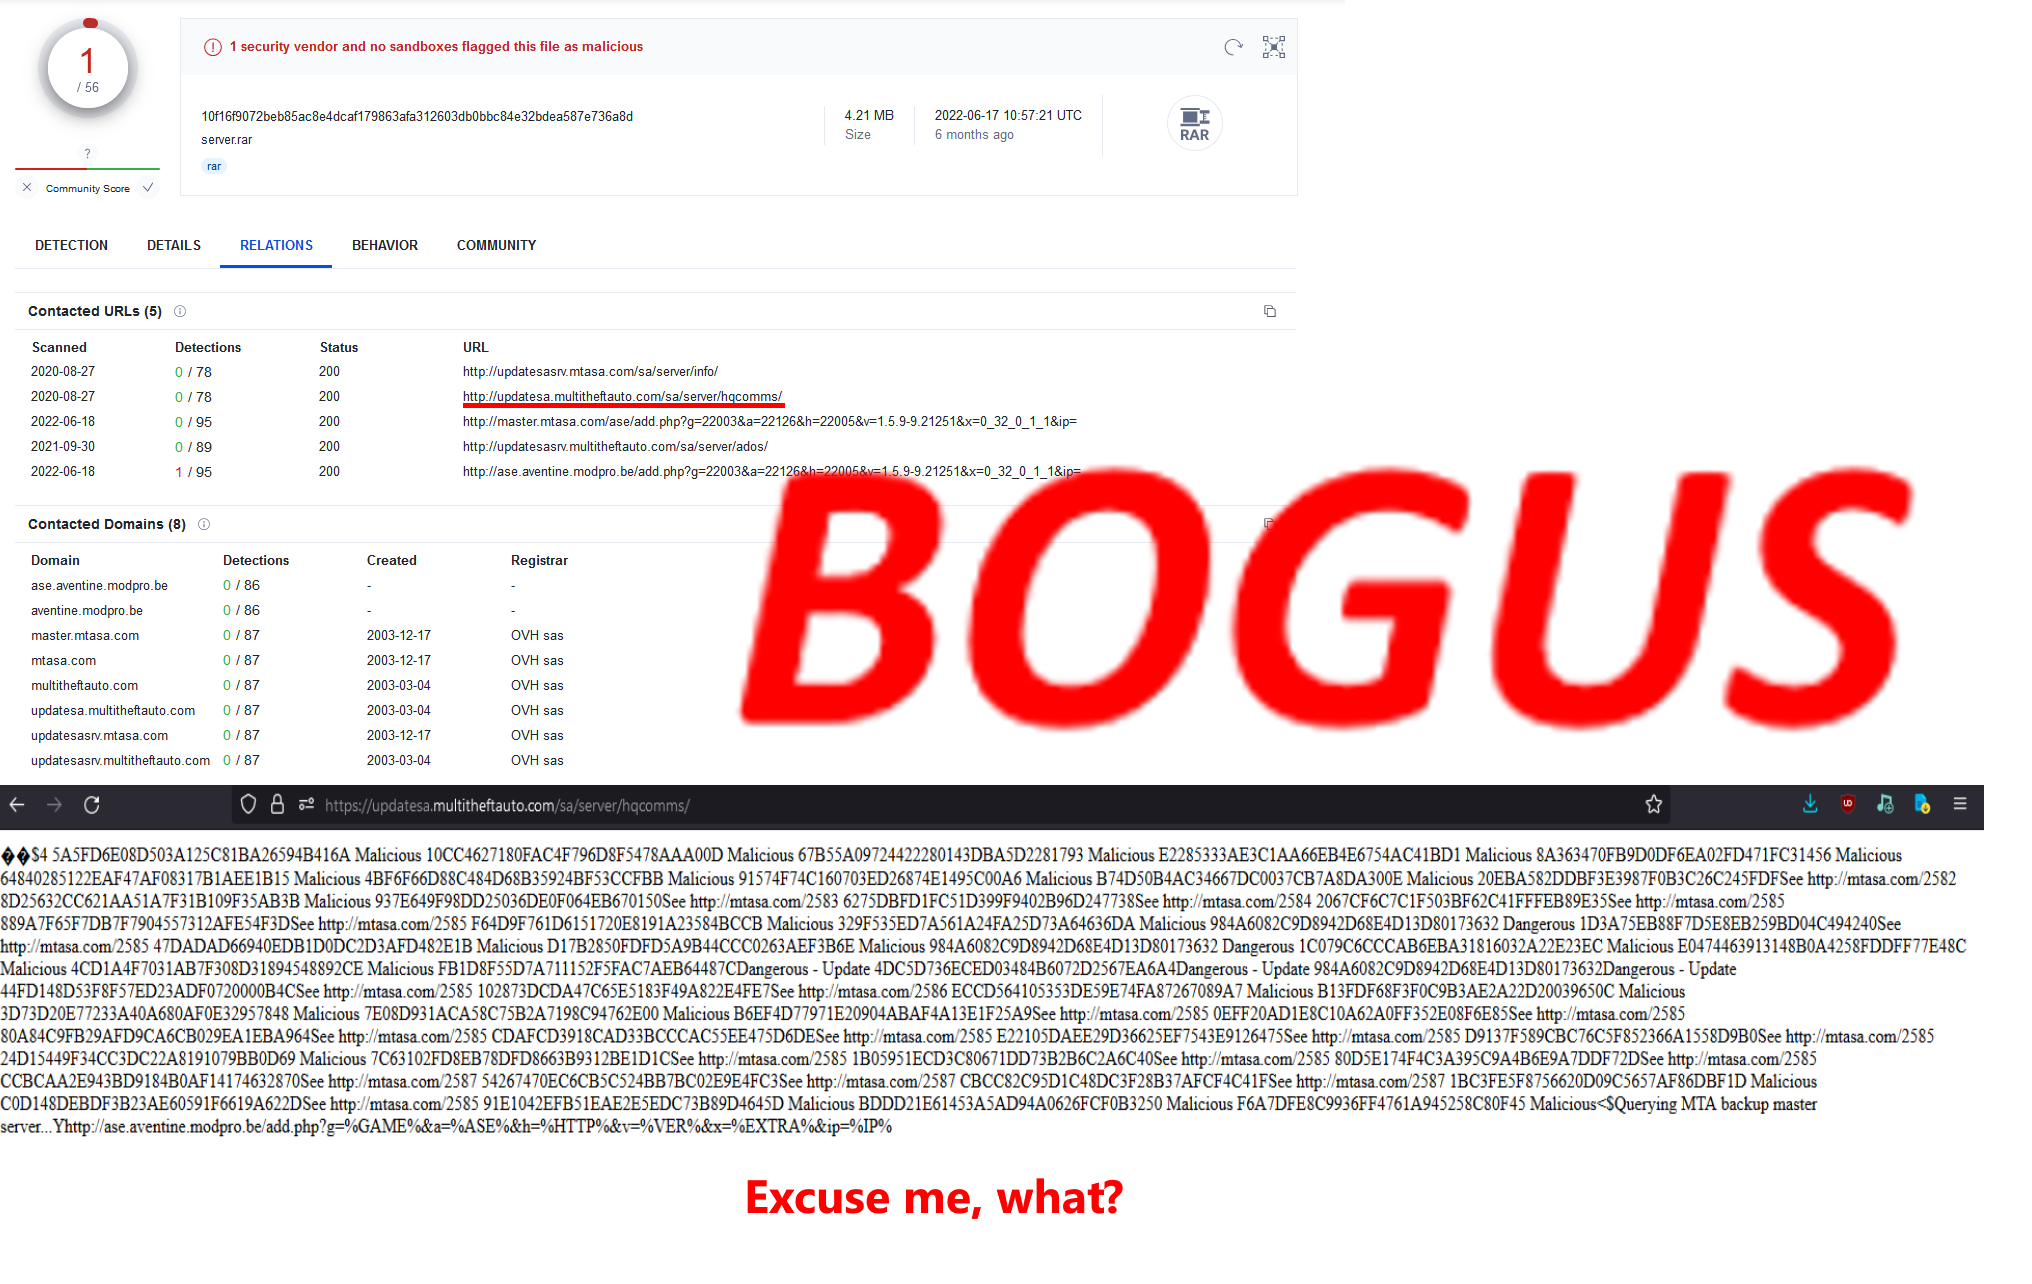 1
/ 56
?
Community Score
1 security vendor and no sandboxes flagged this file as malicious
10f16f9072beb85ac8e4dcaf179863afa312603db0bbc84e32bdea587e736a8d
server.rar
rar
4.21 MB
Size
2022-06-17 10:57:21 UTC
6 months ago
RAR
DETECTION DETAILS RELATIONS BEHAVIOR COMMUNITY
Contacted URLs (5)
Scanned Detections Status URL
2020-08-27 0 / 78 200 http://updatesasrv.mtasa.com/sa/server/info/
2020-08-27 0 / 78 200 http://updatesa.multitheftauto.com/sa/server/hqcomms/
2022-06-18 0 / 95 200 http://master.mtasa.com/ase/add.php?g=22003&a=22126&h=22005&v=1.5.9-9.21251&x=0_32_0_1_1&ip=
2021-09-30 0 / 89 200 http://updatesasrv.multitheftauto.com/sa/server/ados/
2022-06-18 1 / 95 200 http://ase.aventine.modpro.be/add.php?g=22003&a=22126&h=22005&v=1.5.9-9.21251&x=0_32_0_1_1&ip=
BOGUS
Contacted Domains (8)
Domain Detections Created Registrar
ase.aventine.modpro.be 0 / 86 - -
aventine.modpro.be 0 / 86 - -
master.mtasa.com 0 / 87 2003-12-17 OVH sas
mtasa.com 0 / 87 2003-12-17 OVH sas
multitheftauto.com 0 / 87 2003-03-04 OVH sas
updatesa.multitheftauto.com 0 / 87 2003-03-04 OVH sas
updatesasrv.mtasa.com 0 / 87 2003-12-17 OVH sas
updatesasrv.multitheftauto.com 0 / 87 2003-03-04 OVH sas
https://updatesa.multitheftauto.com/sa/server/hqcomms/
��$4 5A5FD6E08D503A125C81BA26594B416A Malicious 10CC4627180FAC4F796D8F5478AAA00D Malicious 67B55A09724422280143DBA5D2281793 Malicious E2285333AE3C1AA66EB4E6754AC41BD1 Malicious 8A363470FB9D0DF6EA02FD471FC31456 Malicious
64840285122EAF47AF08317B1AEE1B15 Malicious 4BF6F66D88C484D68B35924BF53CCFBB Malicious 91574F74C160703ED26874E1495C00A6 Malicious B74D50B4AC34667DC0037CB7A8DA300E Malicious 20EBA582DDBF3E3987F0B3C26C245FDFSee http://mtasa.com/2582
8D25632CC621AA51A7F31B109F35AB3B Malicious 937E649F98DD25036DE0F064EB670150See http://mtasa.com/2583 6275DBFD1FC51D399F9402B96D247738See http://mtasa.com/2584 2067CF6C7C1F503BF62C41FFFEB89E35See http://mtasa.com/2585
889A7F65F7DB7F7904557312AFE54F3DSee http://mtasa.com/2585 F64D9F761D6151720E8191A23584BCCB Malicious 329F535ED7A561A24FA25D73A64636DA Malicious 984A6082C9D8942D68E4D13D80173632 Dangerous 1D3A75EB88F7D5E8EB259BD04C494240See
http://mtasa.com/2585 47DADAD66940EDB1D0DC2D3AFD482E1B Malicious D17B2850FDFD5A9B44CCC0263AEF3B6E Malicious 984A6082C9D8942D68E4D13D80173632 Dangerous 1C079C6CCCAB6EBA31816032A22E23EC Malicious E0474463913148B0A4258FDDFF77E48C
Malicious 4CD1A4F7031AB7F308D31894548892CE Malicious FB1D8F55D7A711152F5FAC7AEB64487CDangerous - Update 4DC5D736ECED03484B6072D2567EA6A4Dangerous - Update 984A6082C9D8942D68E4D13D80173632Dangerous - Update
44FD148D53F8F57ED23ADF0720000B4CSee http://mtasa.com/2585 102873DCDA47C65E5183F49A822E4FE7See http://mtasa.com/2586 ECCD564105353DE59E74FA87267089A7 Malicious B13FDF68F3F0C9B3AE2A22D20039650C Malicious
3D73D20E77233A40A680AF0E32957848 Malicious 7E08D931ACA58C75B2A7198C94762E00 Malicious B6EF4D77971E20904ABAF4A13E1F25A9See http://mtasa.com/2585 0EFF20AD1E8C10A62A0FF352E08F6E85See http://mtasa.com/2585
80A84C9FB29AFD9CA6CB029EA1EBA964See http://mtasa.com/2585 CDAFCD3918CAD33BCCCAC55EE475D6DESee http://mtasa.com/2585 E22105DAEE29D36625EF7543E9126475See http://mtasa.com/2585 D9137F589CBC76C5F852366A1558D9B0See http://mtasa.com/2585
24D15449F34CC3DC22A8191079BB0D69 Malicious 7C63102FD8EB78DFD8663B9312BE1D1CSee http://mtasa.com/2585 1B05951ECD3C80671DD73B2B6C2A6C40See http://mtasa.com/2585 80D5E174F4C3A395C9A4B6E9A7DDF72DSee http://mtasa.com/2585
CCBCAA2E943BD9184B0AF14174632870See http://mtasa.com/2587 54267470EC6CB5C524BB7BC02E9E4FC3See http://mtasa.com/2587 CBCC82C95D1C48DC3F28B37AFCF4C41FSee http://mtasa.com/2587 1BC3FE5F8756620D09C5657AF86DBF1D Malicious
C0D148DEBDF3B23AE60591F6619A622DSee http://mtasa.com/2585 91E1042EFB51EAE2E5EDC73B89D4645D Malicious BDDD21E61453A5AD94A0626FCF0B3250 Malicious F6A7DFE8C9936FF4761A945258C80F45 Malicious<$Querying MTA backup master
server...Yhttp://ase.aventine.modpro.be/add.php?g=%GAME%&a=%ASE%&h=%HTTP%&v=%VER%&x=%EXTRA%&ip=%IP%
Excuse me, what?